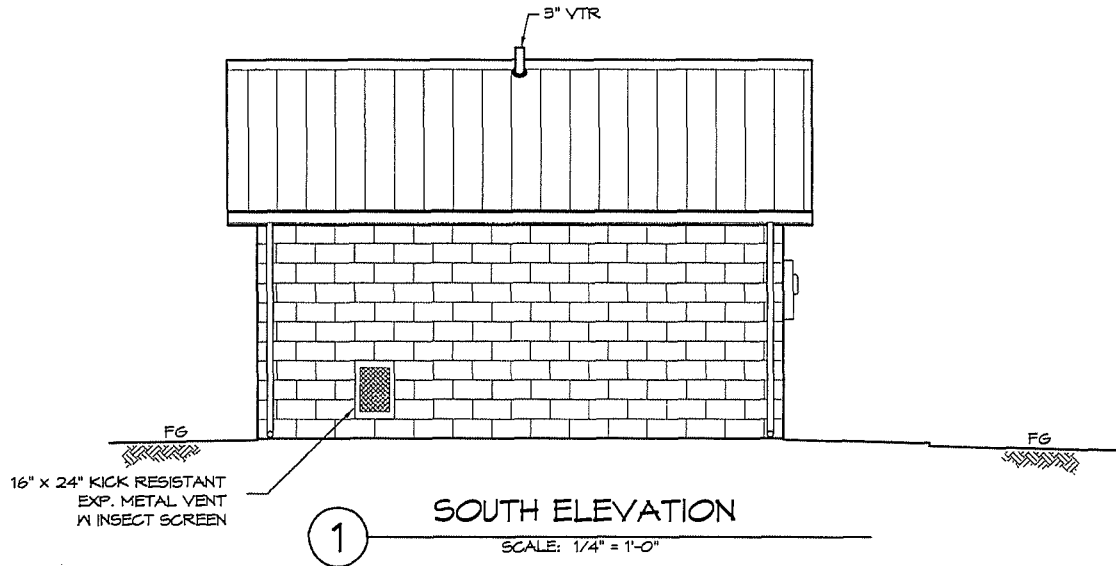 3" VTR
FG
FG
16" x 24" KICK RESISTANT
EXP. METAL VENT
W INSECT SCREEN
1
SOUTH ELEVATION
SCALE: 1/4" = 1'-0"